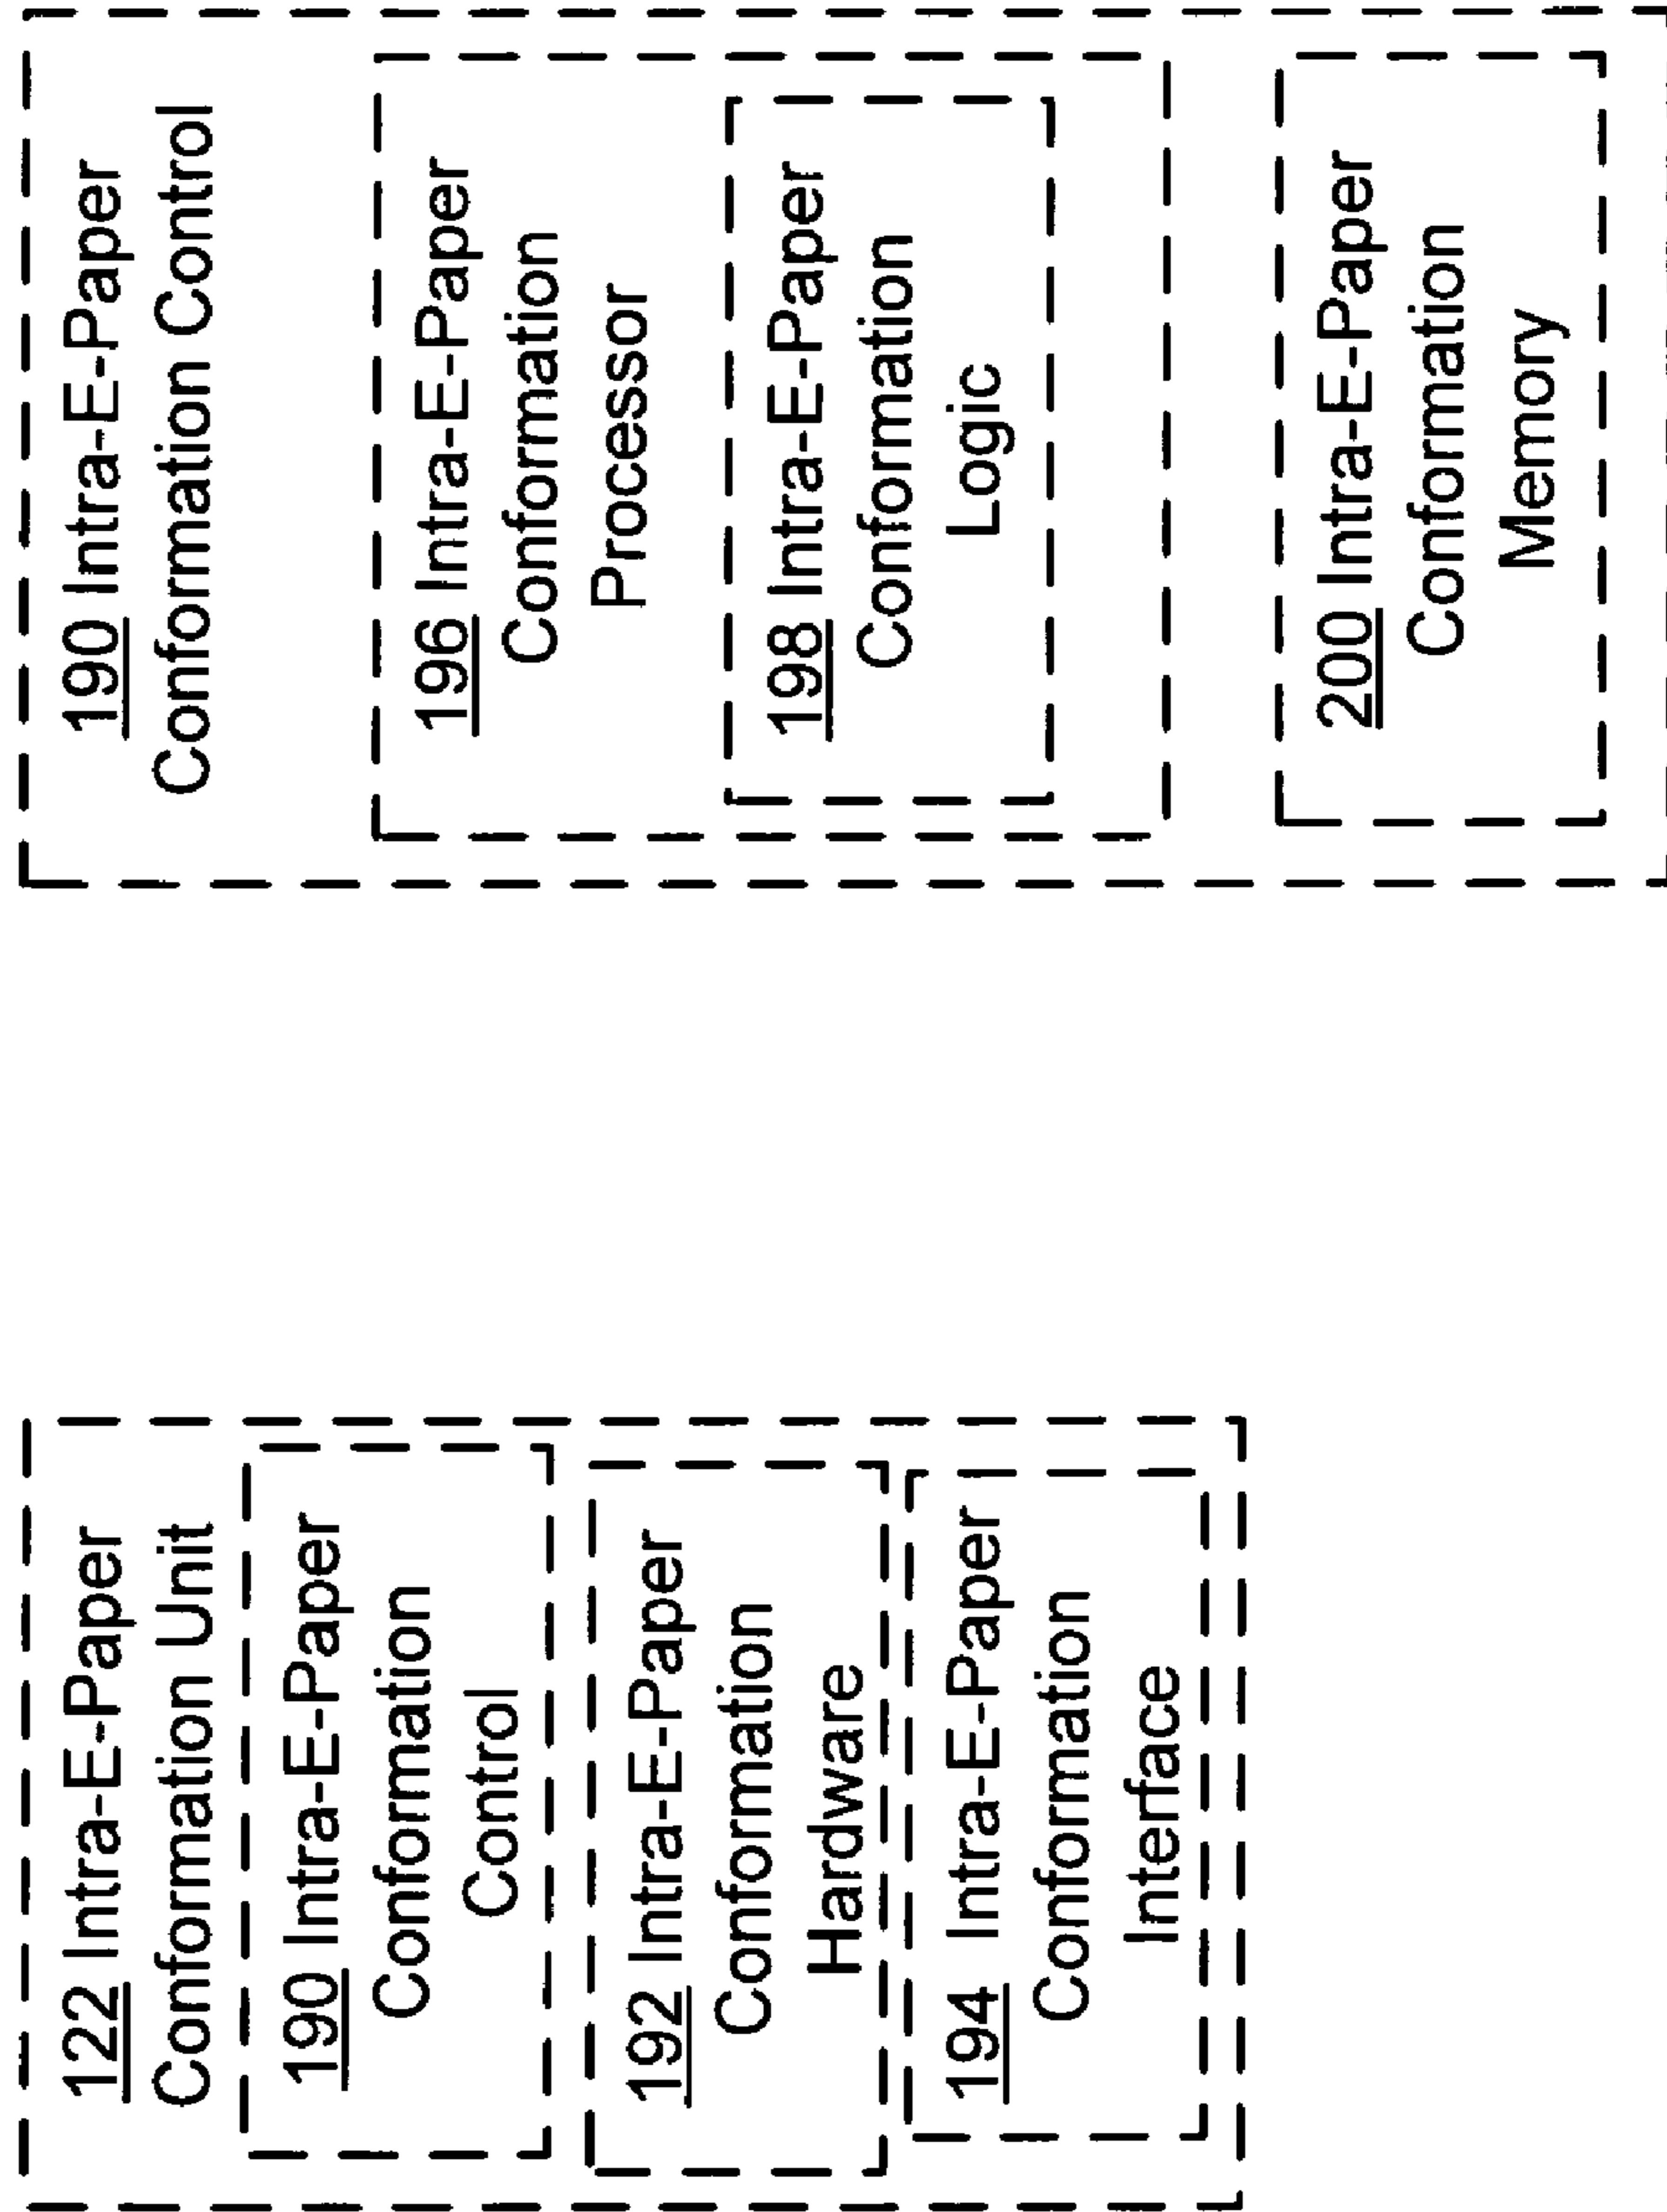 122 Intra-E-Paper
Conformation Unit
190 Intra-E-Paper
Conformation
Control
192 Intra-E-Paper
Conformation
Hardware
194 Intra-E-Paper
Conformation
Interface
190 Intra-E-Paper
Conformation Control
196 Intra-E-Paper
Conformation
Processor
198 Intra-E-Paper
Conformation
Logic
200 Intra-E-Paper
Conformation
Memory